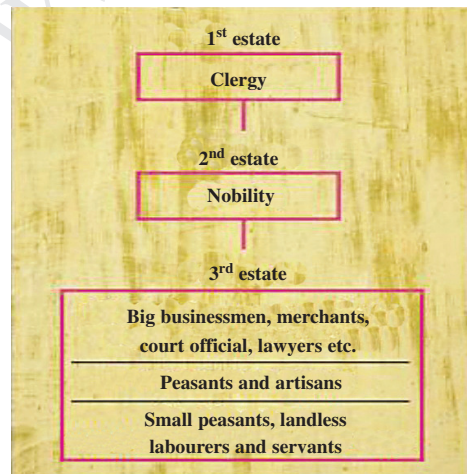 1st estate
Clergy
2nd estate
Nobility
3rd estate
Big businessmen, merchants,
court official, lawyers etc.
Peasants and artisans
Small peasants, landless
labourers and servants